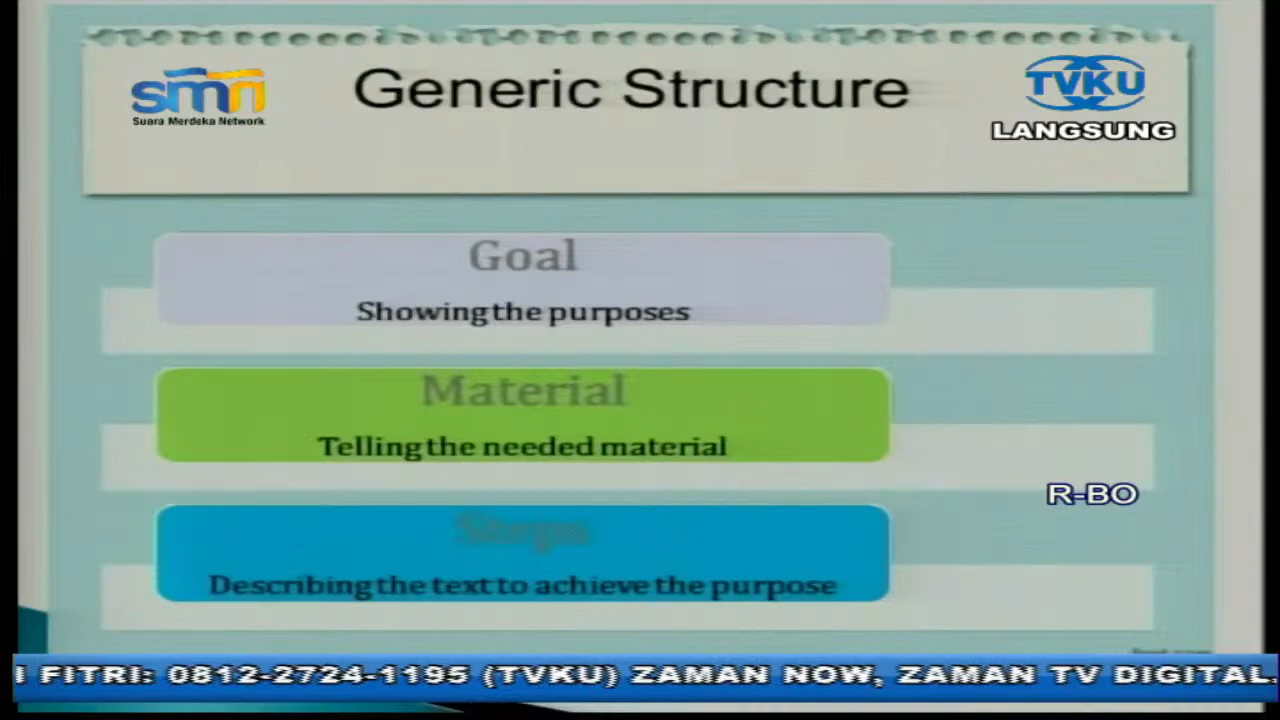 smn
Suara Merdeka Network
Generic Structure
TVKU
LANGSUNG
Goal
Showing the purposes
Material
Telling the needed material
R-BO
Steps
Describing the text to achieve the purpose
I FITRI: 0812-2724-1195 (TVKU) ZAMAN NOW, ZAMAN TV DIGITAL.